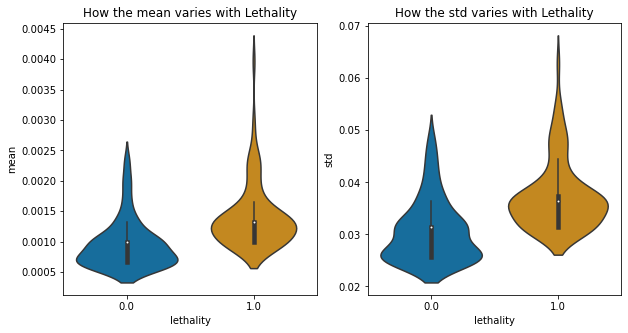 How the mean varies with Lethality
mean
0.0045
0.0040
0.0035
0.0030
0.0025
0.0020
0.0015
0.0010
0.0005
0.0 1.0
lethality
How the std varies with Lethality
std
0.07
0.06
0.05
0.04
0.03
0.02
0.0 1.0
lethality